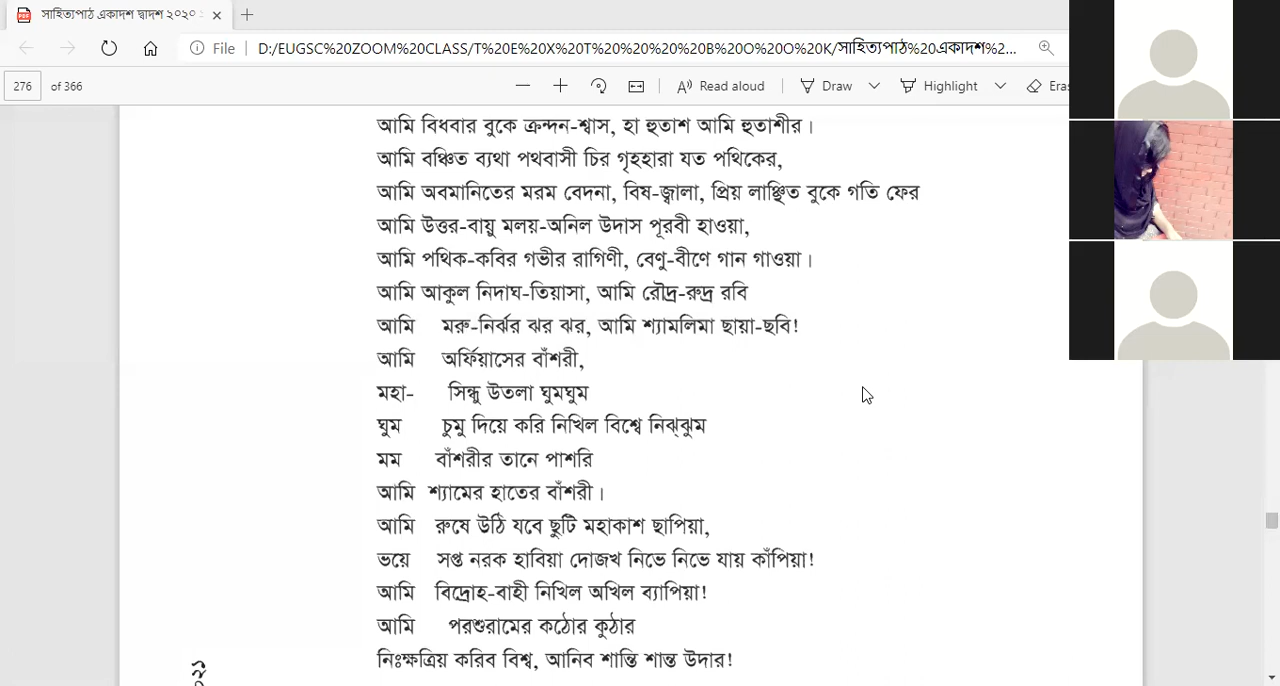 সাহিত্যপাঠ একাদশ দ্বাদশ ২০২০
File D:/EUGSC%20ZOOM%20CLASS/T%20E%20X%20T%20%20%20%20B%20O%20O%20K/সাহিত্যপাঠ%20একাদশ%2...
276 of 366 Read aloud Draw Highlight Eras
আমি বিধবার বুকে ক্রন্দন-শ্বাস, হা হুতাশ আমি হুতাশীর।
আমি বঞ্চিত ব্যথা পথবাসী চির গৃহহারা যত পথিকের,
আমি অবমানিতের মরম বেদনা, বিষ-জ্বালা, প্রিয় লাঞ্ছিত বুকে গতি ফের
আমি উত্তর-বায়ু মলয়-অনিল উদাস পূরবী হাওয়া,
আমি পথিক-কবির গভীর রাগিণী, বেণু-বীণে গান গাওয়া।
আমি আকুল নিদাঘ-তিয়াসা, আমি রৌদ্র-রুদ্র রবি
আমি মরু-নির্ঝর ঝর ঝর, আমি শ্যামলিমা ছায়া-ছবি!
আমি অর্ফিয়াসের বাঁশরী,
মহা- সিন্ধু উতলা ঘুমঘুম
ঘুম চুমু দিয়ে করি নিখিল বিশ্বে নিঝ্ঝুম
মম বাঁশরীর তানে পাশরি
আমি শ্যামের হাতের বাঁশরী।
আমি রুষে উঠি যবে ছুটি মহাকাশ ছাপিয়া,
ভয়ে সপ্ত নরক হাবিয়া দোজখ নিভে নিভে যায় কাঁপিয়া!
আমি বিদ্রোহ-বাহী নিখিল অখিল ব্যাপিয়া!
আমি পরশুরামের কঠোর কুঠার
নিঃক্ষত্রিয় করিব বিশ্ব, আনিব শান্তি শান্ত উদার!